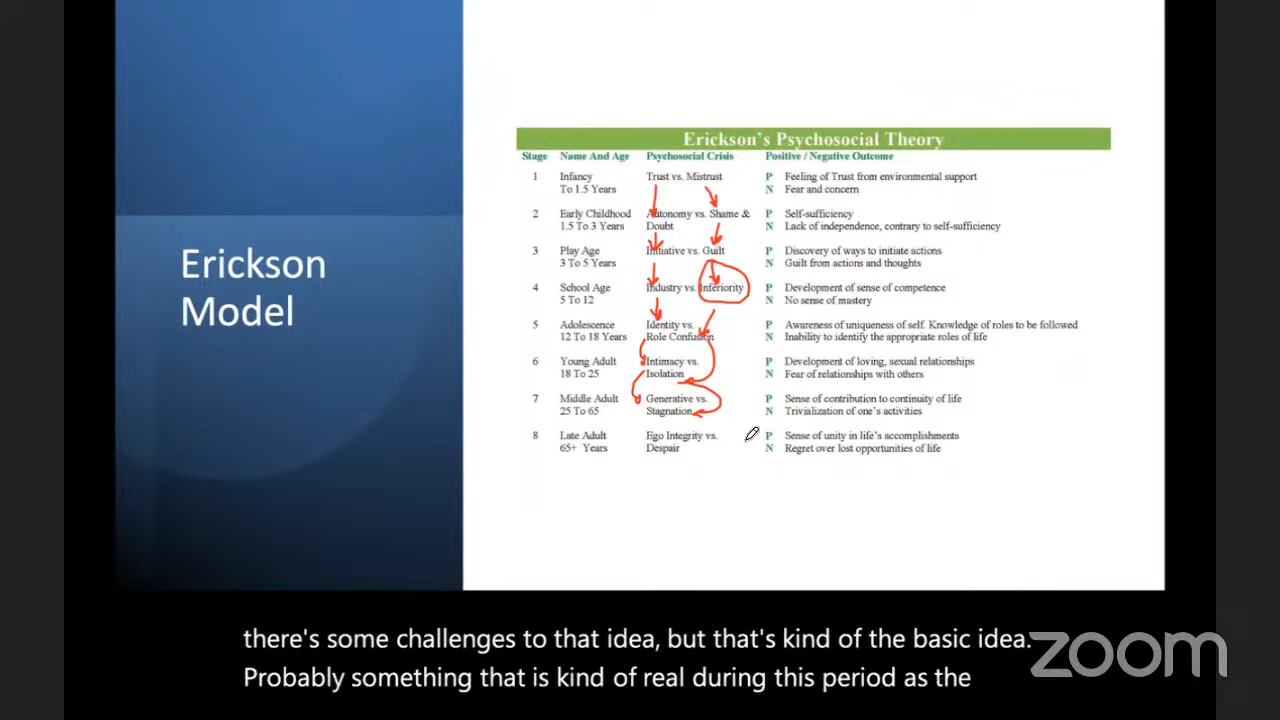 Erickson
Model
Erickson's Psychosocial Theory
Stage Name And Age Psychosocial Crisis Positive / Negative Outcome
1 Infancy Trust vs. Mistrust P Feeling of Trust from environmental support
To 1.5 Years N Fear and concern
2 Early Childhood Autonomy vs. Shame & P Self-sufficiency
1.5 To 3 Years Doubt N Lack of independence, contrary to self-sufficiency
3 Play Age Initiative vs. Guilt P Discovery of ways to initiate actions
3 To 5 Years N Guilt from actions and thoughts
4 School Age Industry vs. Inferiority P Development of sense of competence
5 To 12 N No sense of mastery
5 Adolescence Identity vs. P Awareness of uniqueness of self. Knowledge of roles to be followed
12 To 18 Years Role Confusion N Inability to identify the appropriate roles of life
6 Young Adult Intimacy vs. P Development of loving, sexual relationships
18 To 25 Isolation N Fear of relationships with others
7 Middle Adult Generative vs. P Sense of contribution to continuity of life
25 To 65 Stagnation N Trivialization of one's activities
8 Late Adult Ego Integrity vs. P Sense of unity in life's accomplishments
65+ Years Despair N Regret over lost opportunities of life
there's some challenges to that idea, but that's kind of the basic idea.
Probably something that is kind of real during this period as the
zoom